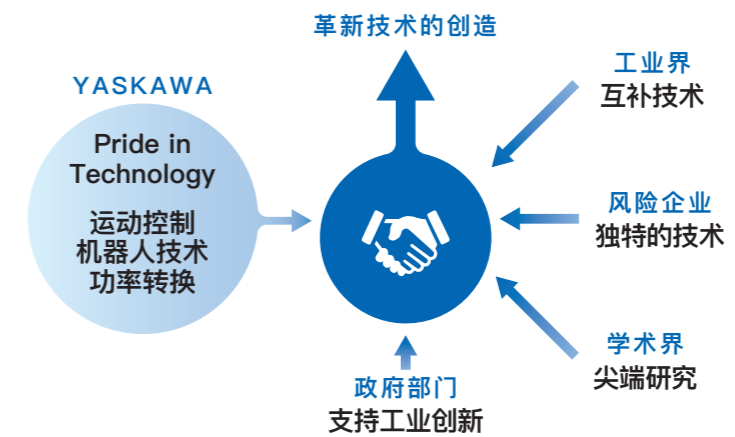 革新技术的创造
YASKAWA
Pride in
Technology
运动控制
机器人技术
功率转换
工业界
互补技术
风险企业
独特的技术
学术界
尖端研究
政府部门
支持工业创新